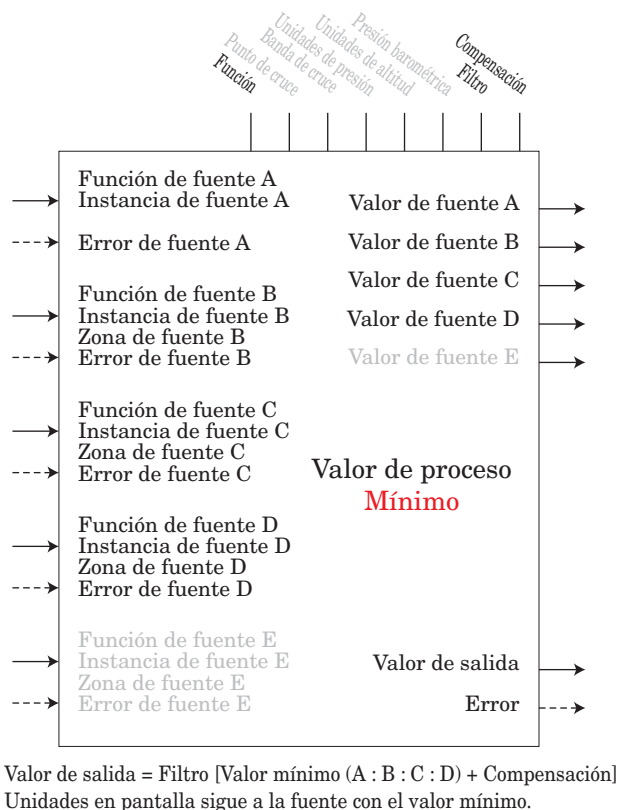 Función
Punto de cruce
Banda de cruce
Unidades de presión
Unidades de altitud
Presión barométrica
Filtro
Compensación
Función de fuente A
Instancia de fuente A
Error de fuente A
Función de fuente B
Instancia de fuente B
Zona de fuente B
Error de fuente B
Función de fuente C
Instancia de fuente C
Zona de fuente C
Error de fuente C
Función de fuente D
Instancia de fuente D
Zona de fuente D
Error de fuente D
Función de fuente E
Instancia de fuente E
Zona de fuente E
Error de fuente E
Valor de fuente A
Valor de fuente B
Valor de fuente C
Valor de fuente D
Valor de fuente E
Valor de proceso
Mínimo
Valor de salida
Error
Valor de salida = Filtro [Valor mínimo (A : B : C : D) + Compensación]
Unidades en pantalla sigue a la fuente con el valor mínimo.